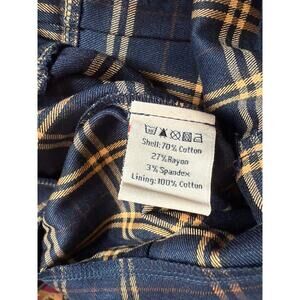 Shell: 70% Cotton
27% Rayon
3% Spandex
Lining: 100% Cotton